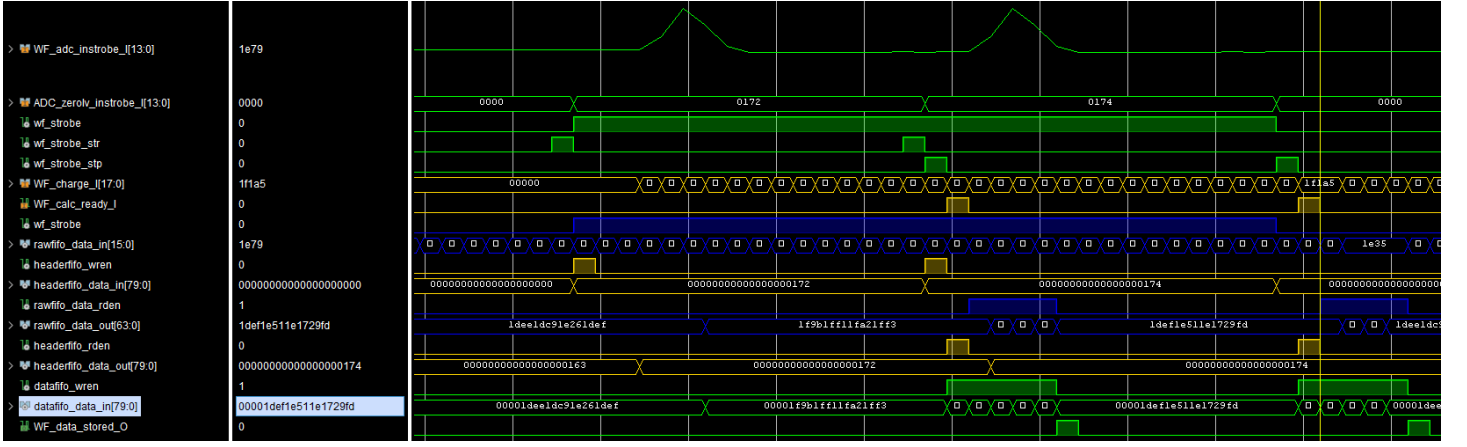 WF_adc_instrobe_I[13:0] 1e79
ADC_zerolv_instrobe_I[13:0] 0000 0000 0172 0174 0000
wf_strobe 0
wf_strobe_str 0
wf_strobe_stp 0
WF_charge_I[17:0] 1f1a5 00000 1f1a5
WF_calc_ready_I 0
wf_strobe 0
rawfifo_data_in[15:0] 1e79 1e35
headerfifo_wren 0
headerfifo_data_in[79:0] 00000000000000000000 00000000000000000000 00000000000000000172 00000000000000000174
rawfifo_data_rden 1
rawfifo_data_out[63:0] 1def1e511e1729fd 1dee1dc91e261def 1f9b1ff11fa21ff3 1def1e511e1729fd
headerfifo_rden 0
headerfifo_data_out[79:0] 00000000000000000174 00000000000000000163 00000000000000000172 00000000000000000174
datafifo_wren 1
datafifo_data_in[79:0] 00001def1e511e1729fd 00001dee1dc91e261def 00001f9b1ff11fa21ff3 00001def1e511e1729fd 00001dee
WF_data_stored_O 0